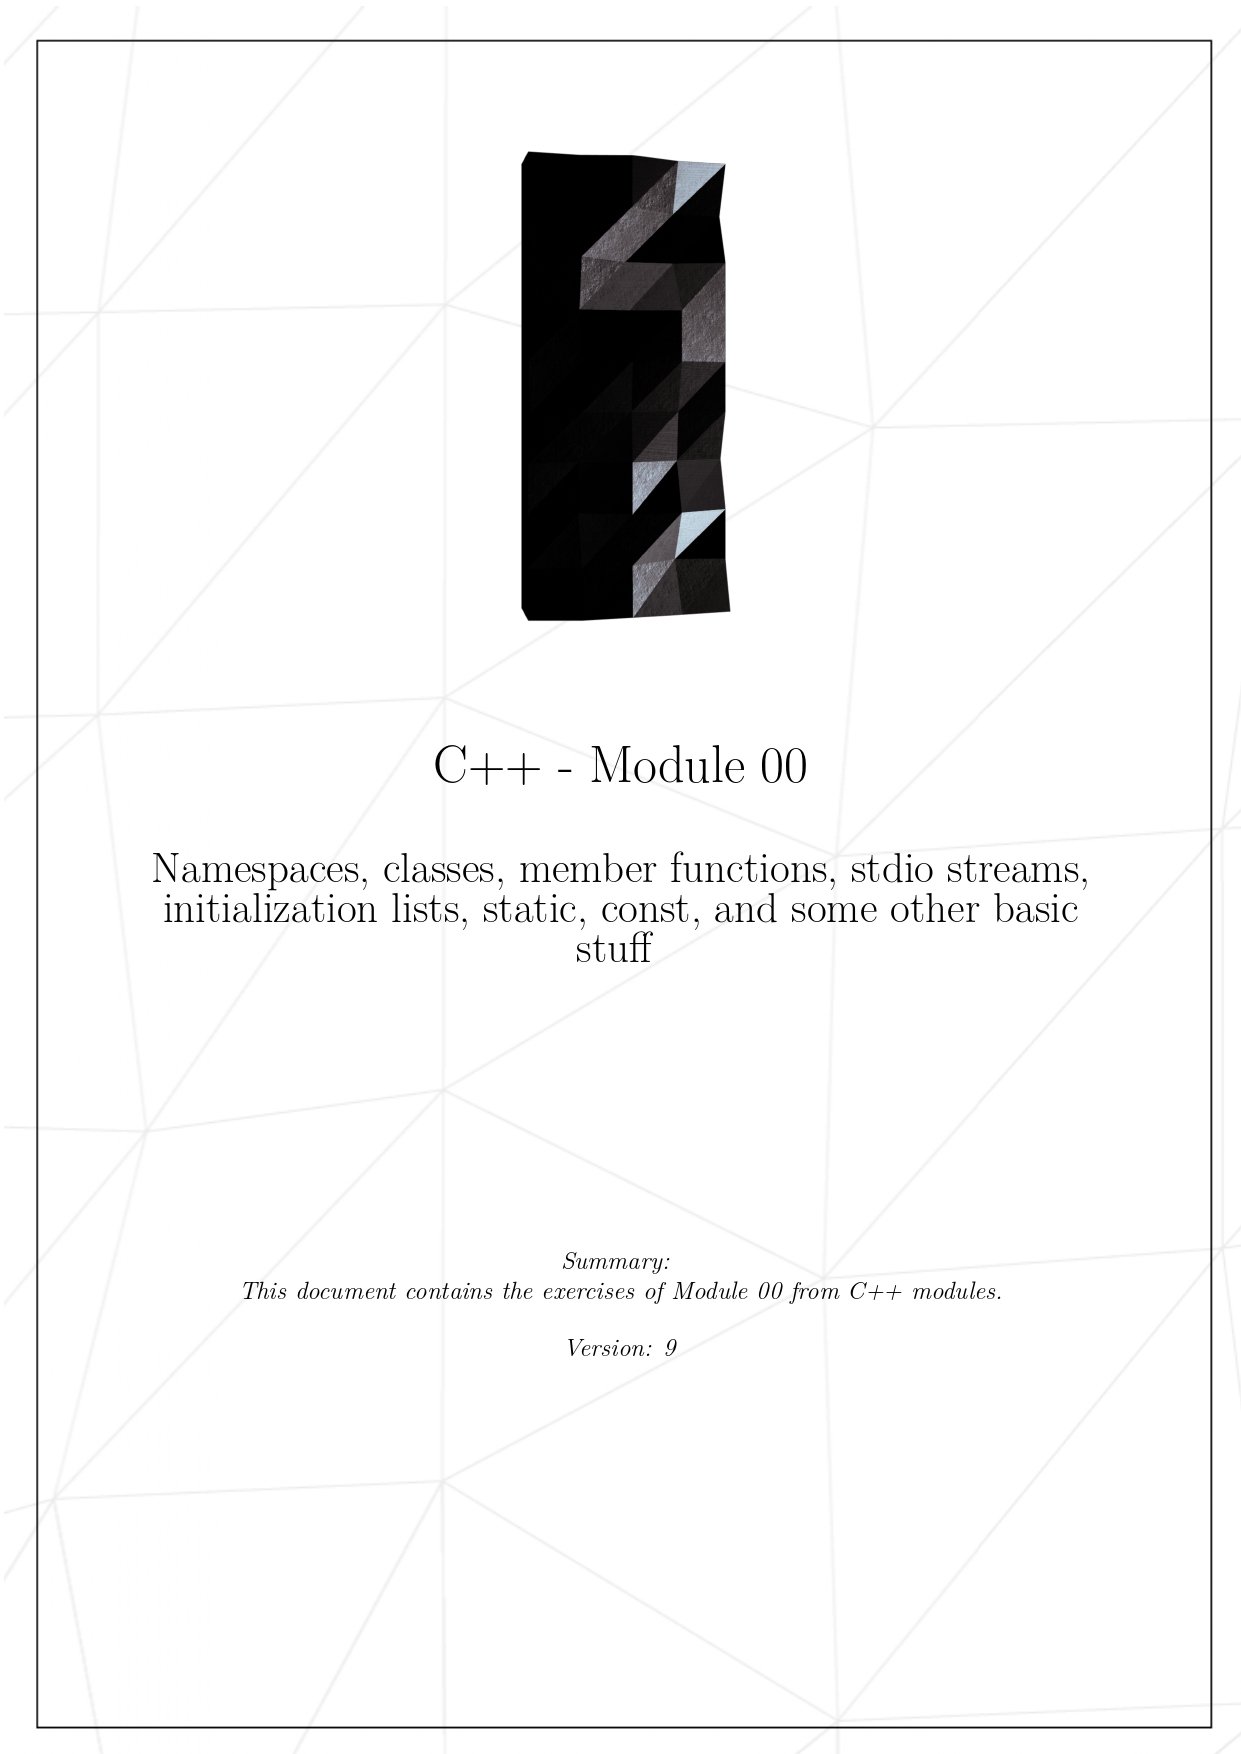 C++ - Module 00
Namespaces, classes, member functions, stdio streams,
initialization lists, static, const, and some other basic
stuff
Summary:
This document contains the exercises of Module 00 from C++ modules.
Version: 9